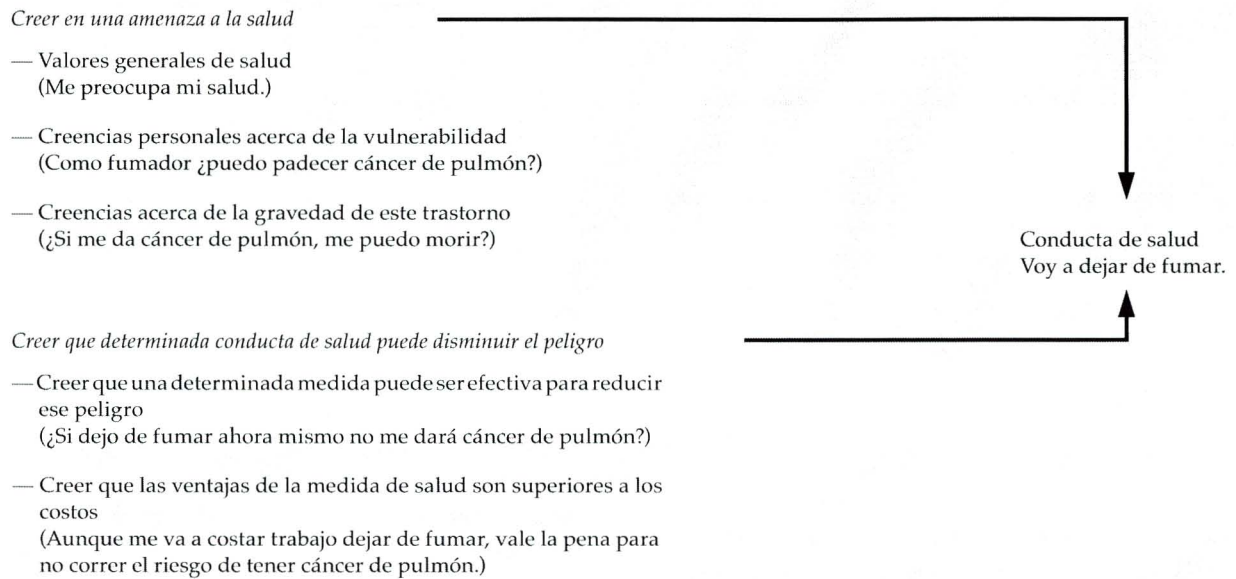 Creer en una amenaza a la salud
— Valores generales de salud
(Me preocupa mi salud.)
— Creencias personales acerca de la vulnerabilidad
(Como fumador ¿puedo padecer cáncer de pulmón?)
— Creencias acerca de la gravedad de este trastorno
(¿Si me da cáncer de pulmón, me puedo morir?)
Conducta de salud
Voy a dejar de fumar.
Creer que determinada conducta de salud puede disminuir el peligro
— Creer que una determinada medida puede ser efectiva para reducir
ese peligro
(¿Si dejo de fumar ahora mismo no me dará cáncer de pulmón?)
— Creer que las ventajas de la medida de salud son superiores a los
costos
(Aunque me va a costar trabajo dejar de fumar, vale la pena para
no correr el riesgo de tener cáncer de pulmón.)